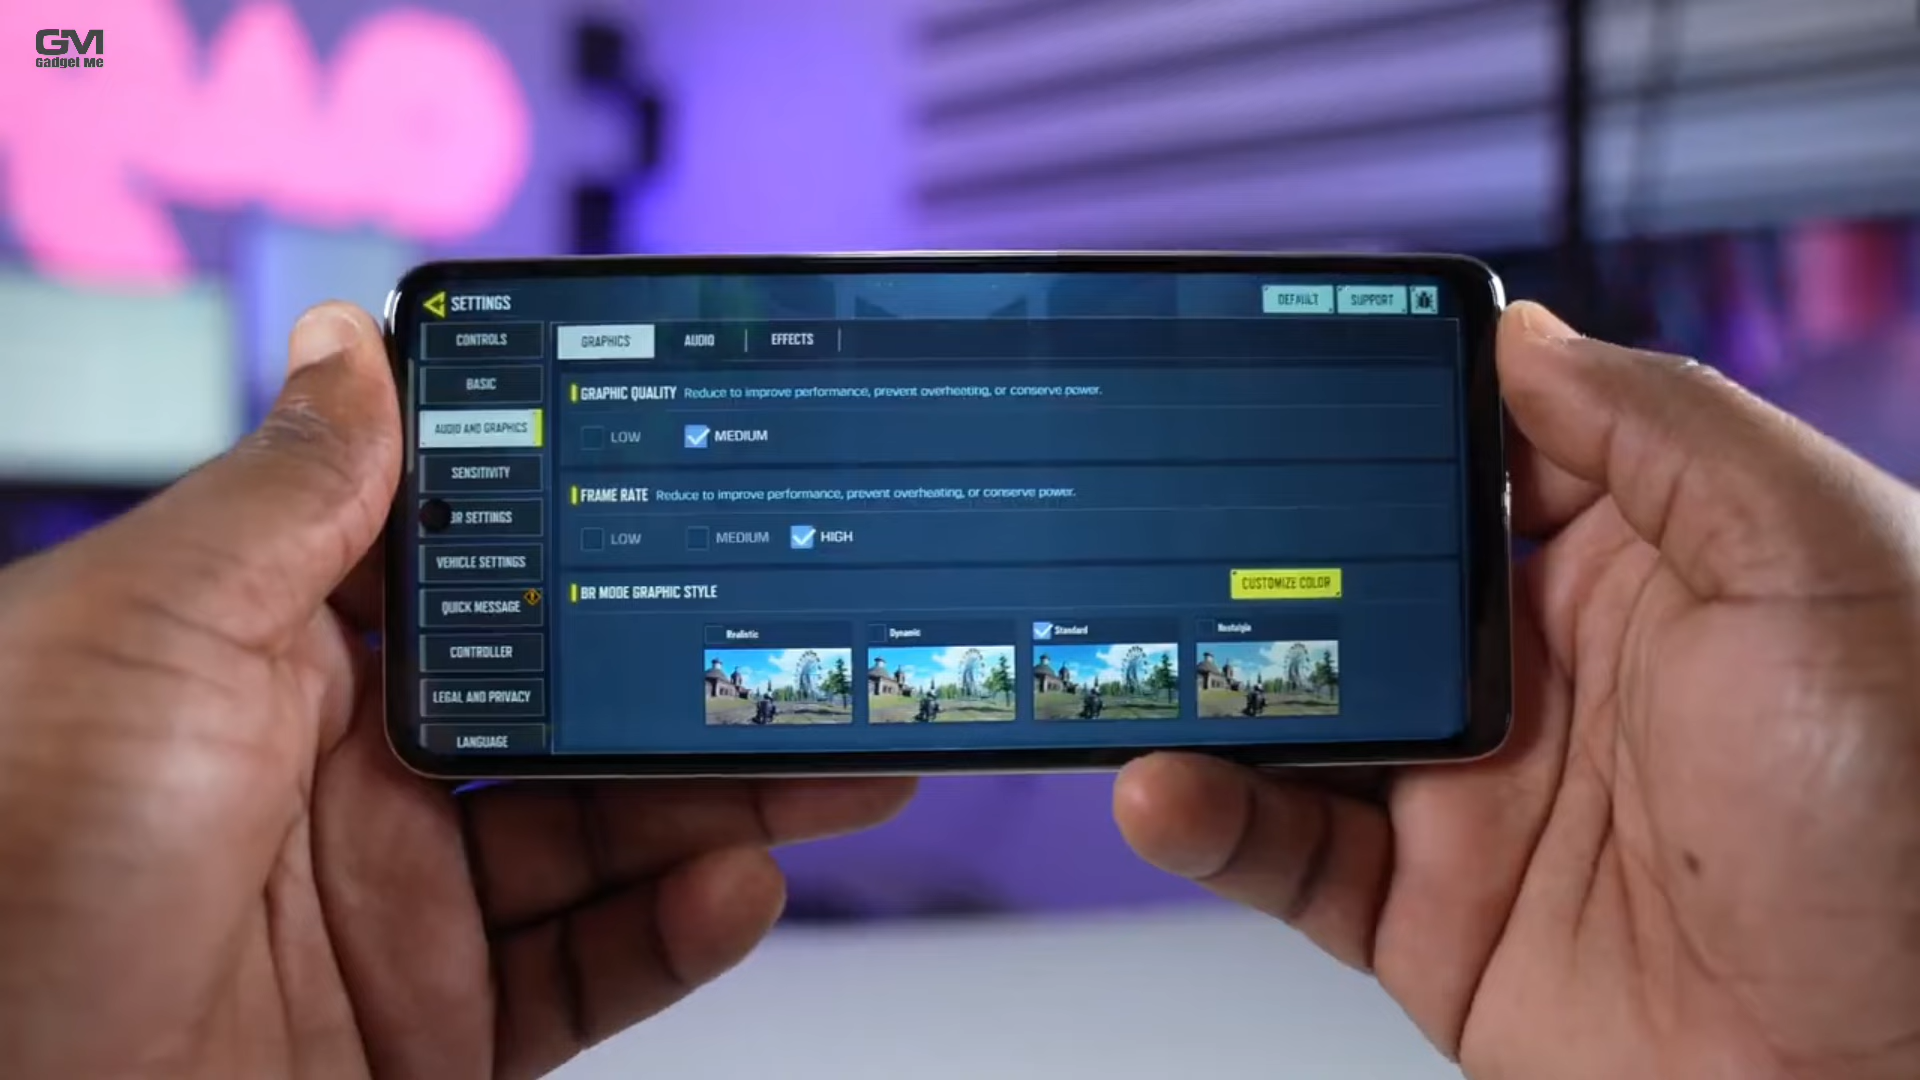 GM
Gadget Me
SETTINGS
DEFAULT
SUPPORT
CONTROLS
BASIC
AUDIO AND GRAPHICS
SENSITIVITY
BR SETTINGS
VEHICLE SETTINGS
QUICK MESSAGE
CONTROLLER
LEGAL AND PRIVACY
LANGUAGE
GRAPHICS
AUDIO
EFFECTS
GRAPHIC QUALITY Reduce to improve performance, prevent overheating, or conserve power.
LOW
MEDIUM
FRAME RATE Reduce to improve performance, prevent overheating, or conserve power.
LOW
MEDIUM
HIGH
BR MODE GRAPHIC STYLE
CUSTOMIZE COLOR
Realistic
Dynamic
Standard
Nostalgia